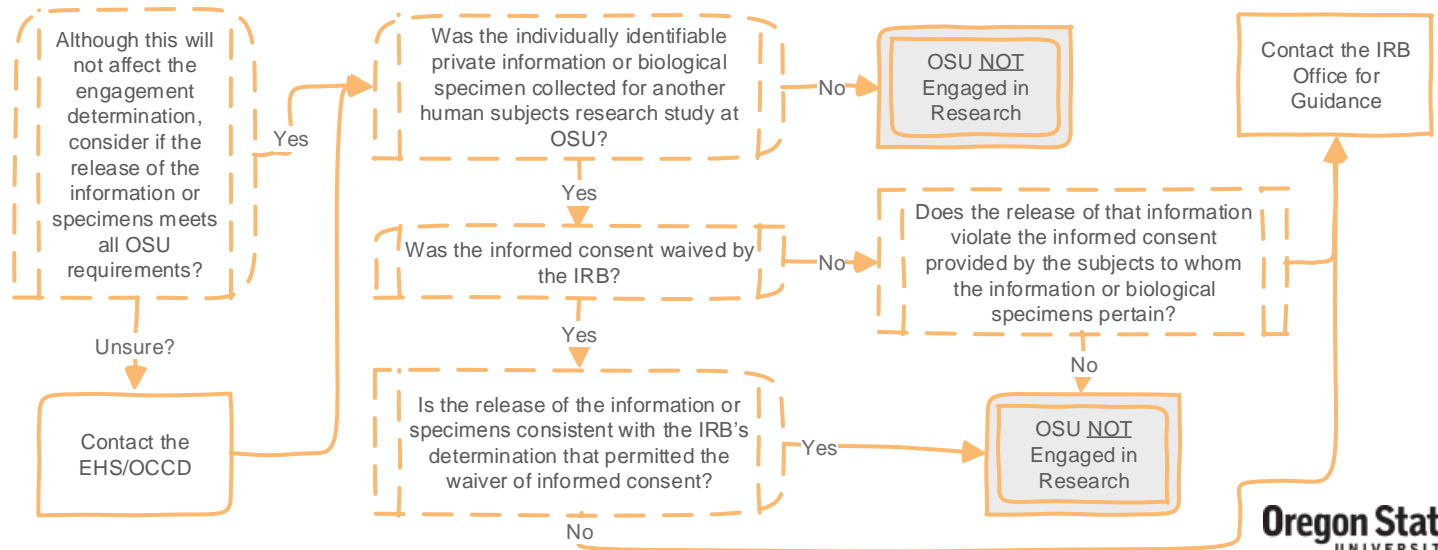 Although this will
not affect the
engagement
determination,
consider if the
release of the
information or
specimens meets
all OSU
requirements?
Yes
Unsure?
Contact the
EHS/OCCD
Was the individually identifiable
private information or biological
specimen collected for another
human subjects research study at
OSU?
No
OSU NOT
Engaged in
Research
Yes
Was the informed consent waived by
the IRB?
No
Does the release of that information
violate the informed consent
provided by the subjects to whom
the information or biological
specimens pertain?
Contact the IRB
Office for
Guidance
Yes
No
Is the release of the information or
specimens consistent with the IRB's
determination that permitted the
waiver of informed consent?
Yes
OSU NOT
Engaged in
Research
No
Oregon Stat
UNIVERSIT